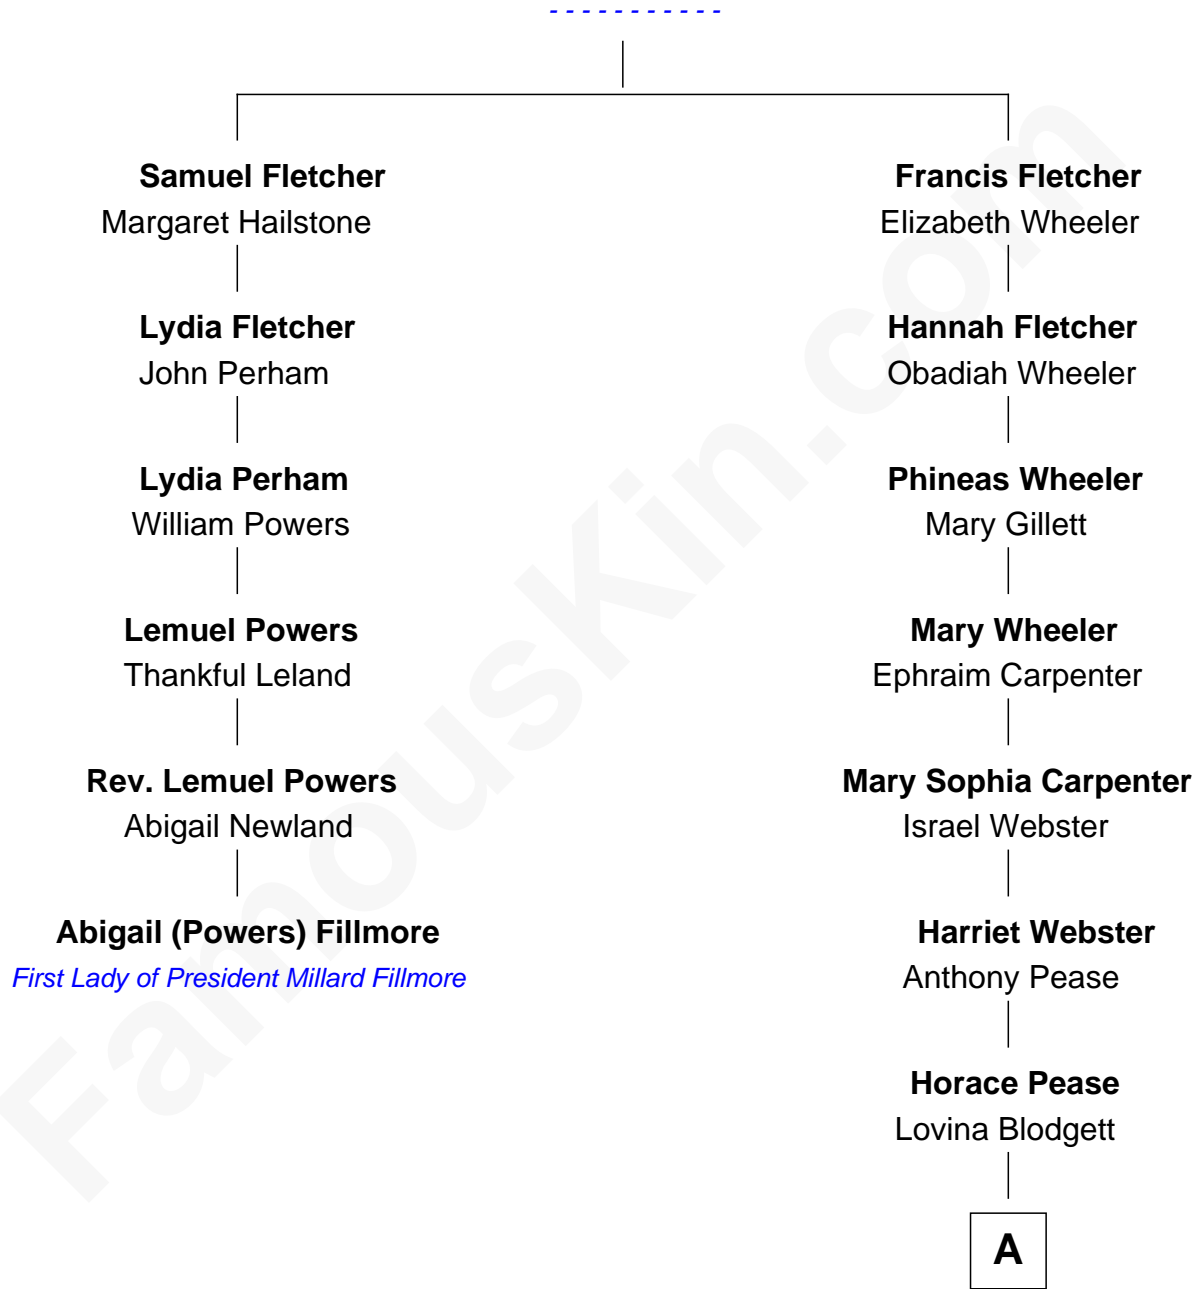 - - - - - - - - - - -
Samuel Fletcher
Margaret Hailstone
Francis Fletcher
Elizabeth Wheeler
Lydia Fletcher
John Perham
Hannah Fletcher
Obadiah Wheeler
Lydia Perham
William Powers
Phineas Wheeler
Mary Gillett
Lemuel Powers
Thankful Leland
Mary Wheeler
Ephraim Carpenter
Rev. Lemuel Powers
Abigail Newland
Mary Sophia Carpenter
Israel Webster
Abigail (Powers) Fillmore
First Lady of President Millard Fillmore
Harriet Webster
Anthony Pease
Horace Pease
Lovina Blodgett
A
FamousKin.com